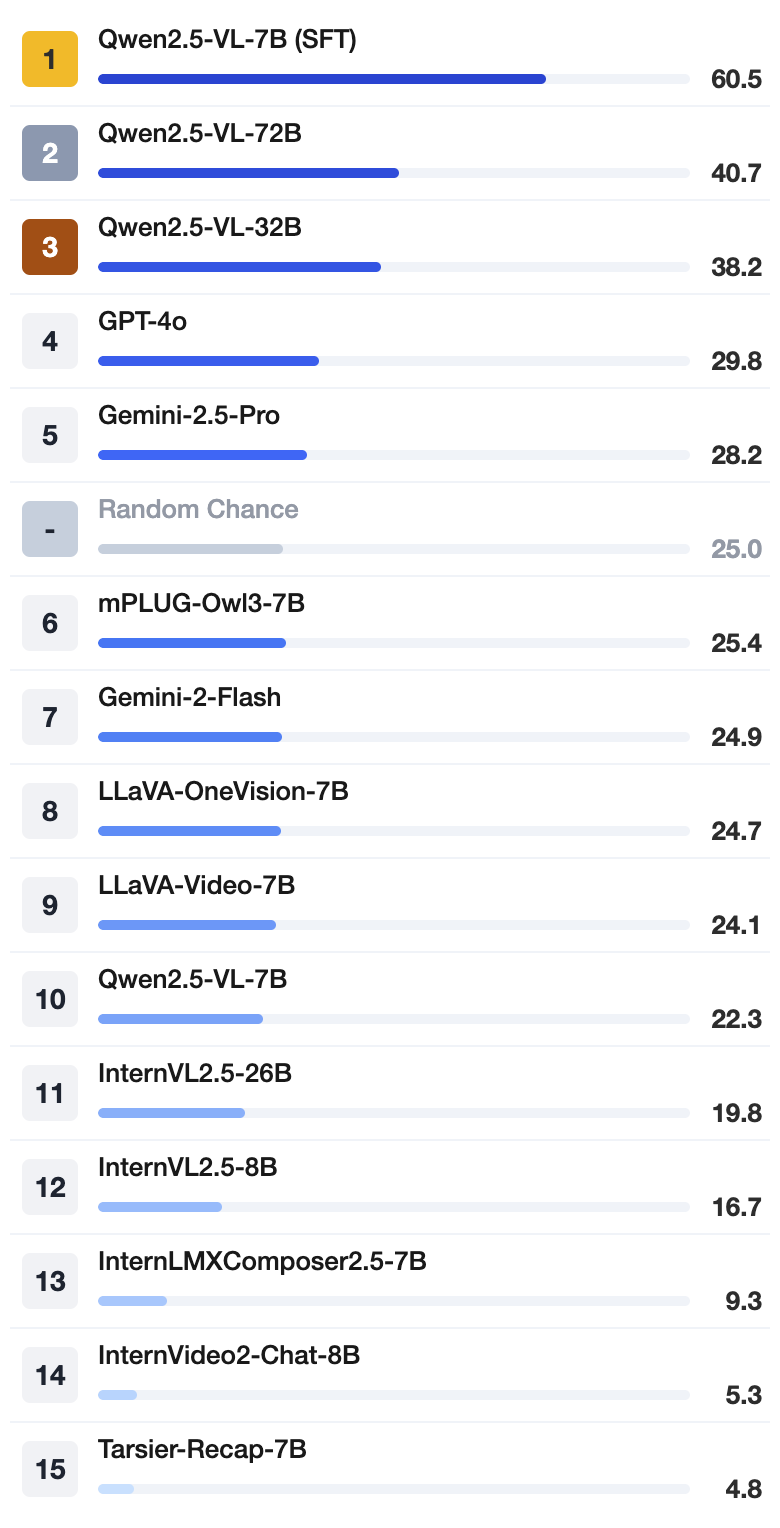 1
Qwen2.5-VL-7B (SFT)
60.5
2
Qwen2.5-VL-72B
40.7
3
Qwen2.5-VL-32B
38.2
4
GPT-4o
29.8
5
Gemini-2.5-Pro
28.2
-
Random Chance
25.0
6
mPLUG-Owl3-7B
25.4
7
Gemini-2-Flash
24.9
8
LLaVA-OneVision-7B
24.7
9
LLaVA-Video-7B
24.1
10
Qwen2.5-VL-7B
22.3
11
InternVL2.5-26B
19.8
12
InternVL2.5-8B
16.7
13
InternLMXComposer2.5-7B
9.3
14
InternVideo2-Chat-8B
5.3
15
Tarsier-Recap-7B
4.8